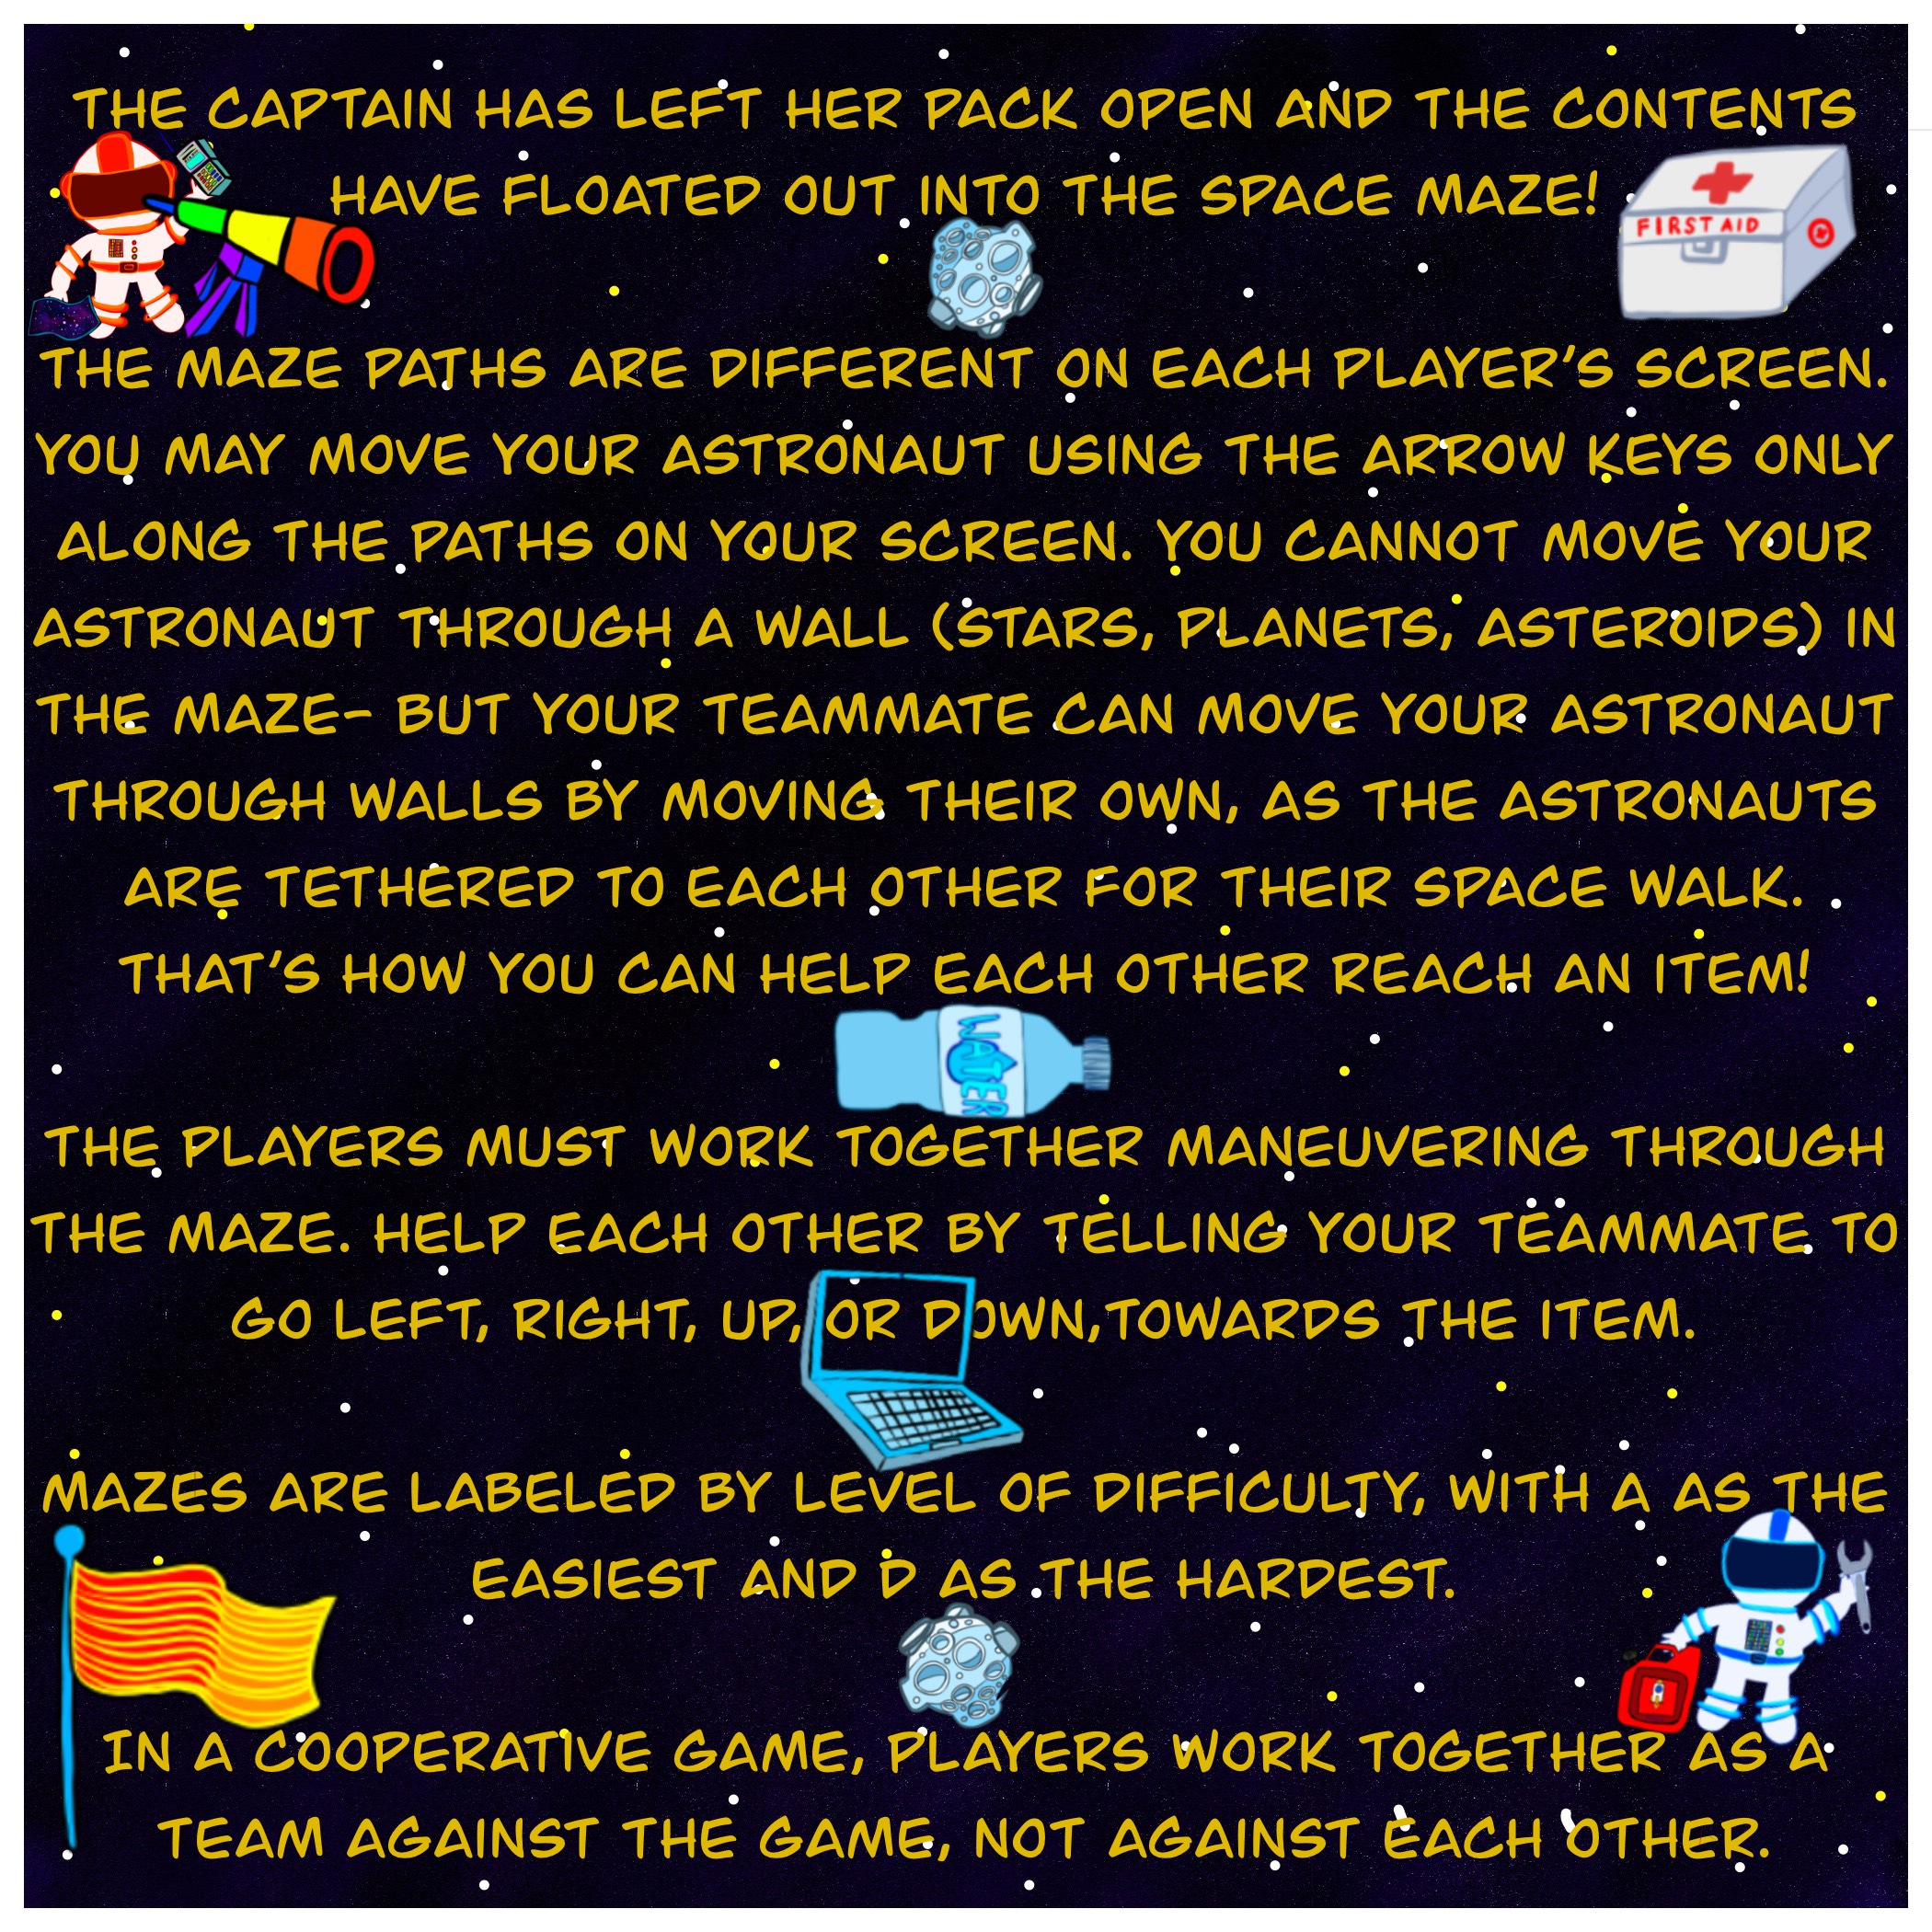 THE CAPTAIN HAS LEFT HER PACK OPEN AND THE CONTENTS
HAVE FLOATED OUT INTO THE SPACE MAZE!
FIRST AID
THE MAZE PATHS ARE DIFFERENT ON EACH PLAYER'S SCREEN.
YOU MAY MOVE YOUR ASTRONAUT USING THE ARROW KEYS ONLY
ALONG THE PATHS ON YOUR SCREEN. YOU CANNOT MOVE YOUR
ASTRONAUT THROUGH A WALL (STARS, PLANETS, ASTEROIDS) IN
THE MAZE- BUT YOUR TEAMMATE CAN MOVE YOUR ASTRONAUT
THROUGH WALLS BY MOVING THEIR OWN, AS THE ASTRONAUTS
ARE TETHERED TO EACH OTHER FOR THEIR SPACE WALK.
THAT'S HOW YOU CAN HELP EACH OTHER REACH AN ITEM!
WATER
THE PLAYERS MUST WORK TOGETHER MANEUVERING THROUGH
THE MAZE. HELP EACH OTHER BY TELLING YOUR TEAMMATE TO
GO LEFT, RIGHT, UP, OR DOWN,TOWARDS THE ITEM.
MAZES ARE LABELED BY LEVEL OF DIFFICULTY, WITH A AS THE
EASIEST AND D AS THE HARDEST.
IN A COOPERATIVE GAME, PLAYERS WORK TOGETHER AS A
TEAM AGAINST THE GAME, NOT AGAINST EACH OTHER.